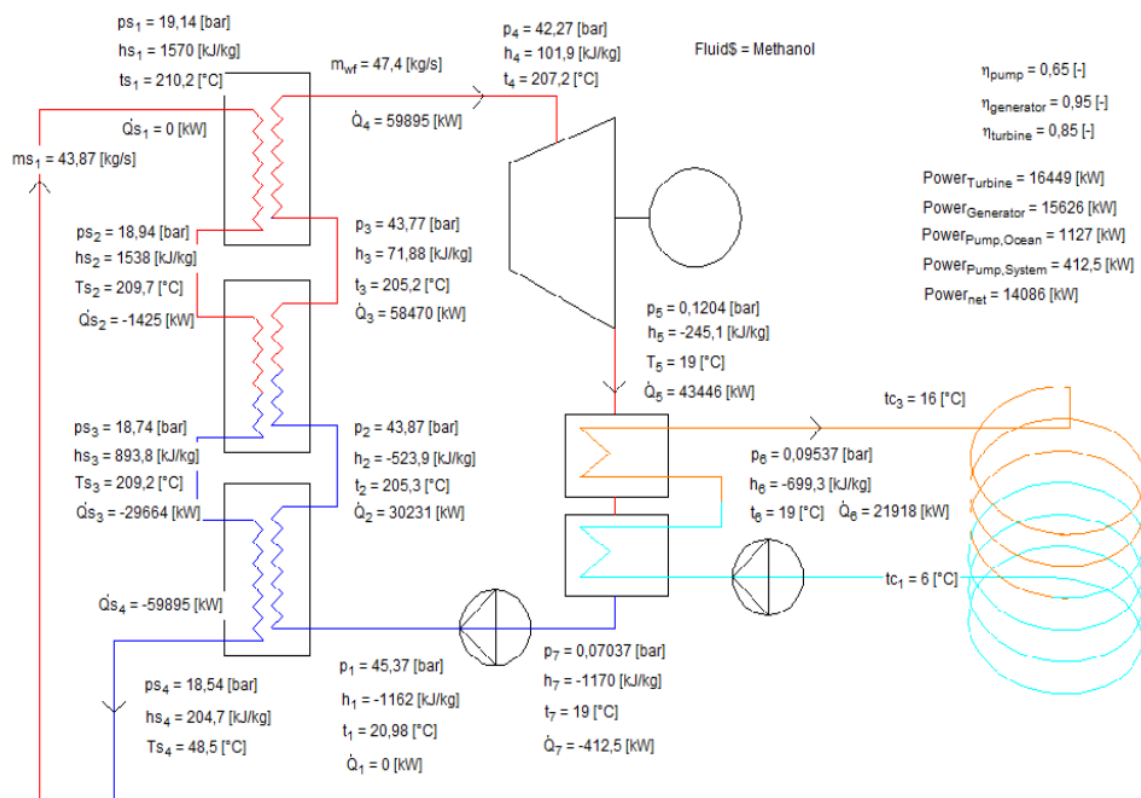 ps₁ = 19,14 [bar]
hs₁ = 1570 [kJ/kg]
ts₁ = 210,2 [°C]
Q̇s₁ = 0 [kW]
ms₁ = 43,87 [kg/s]
m_wf = 47,4 [kg/s]
Q̇₄ = 59895 [kW]
p₄ = 42,27 [bar]
h₄ = 101,9 [kJ/kg]
t₄ = 207,2 [°C]
Fluid$ = Methanol
η_pump = 0,65 [-]
η_generator = 0,95 [-]
η_turbine = 0,85 [-]
Power_Turbine = 16449 [kW]
Power_Generator = 15626 [kW]
Power_Pump,Ocean = 1127 [kW]
Power_Pump,System = 412,5 [kW]
Power_net = 14086 [kW]
ps₂ = 18,94 [bar]
hs₂ = 1538 [kJ/kg]
Ts₂ = 209,7 [°C]
Q̇s₂ = -1425 [kW]
p₃ = 43,77 [bar]
h₃ = 71,88 [kJ/kg]
t₃ = 205,2 [°C]
Q̇₃ = 58470 [kW]
p₅ = 0,1204 [bar]
h₅ = -245,1 [kJ/kg]
T₅ = 19 [°C]
Q̇₅ = 43446 [kW]
ps₃ = 18,74 [bar]
hs₃ = 893,8 [kJ/kg]
Ts₃ = 209,2 [°C]
Q̇s₃ = -29664 [kW]
p₂ = 43,87 [bar]
h₂ = -523,9 [kJ/kg]
t₂ = 205,3 [°C]
Q̇₂ = 30231 [kW]
tc₃ = 16 [°C]
p₆ = 0,09537 [bar]
h₆ = -699,3 [kJ/kg]
t₆ = 19 [°C] Q̇₆ = 21918 [kW]
tc₁ = 6 [°C]
Q̇s₄ = -59895 [kW]
ps₄ = 18,54 [bar]
hs₄ = 204,7 [kJ/kg]
Ts₄ = 48,5 [°C]
p₁ = 45,37 [bar]
h₁ = -1162 [kJ/kg]
t₁ = 20,98 [°C]
Q̇₁ = 0 [kW]
p₇ = 0,07037 [bar]
h₇ = -1170 [kJ/kg]
t₇ = 19 [°C]
Q̇₇ = -412,5 [kW]